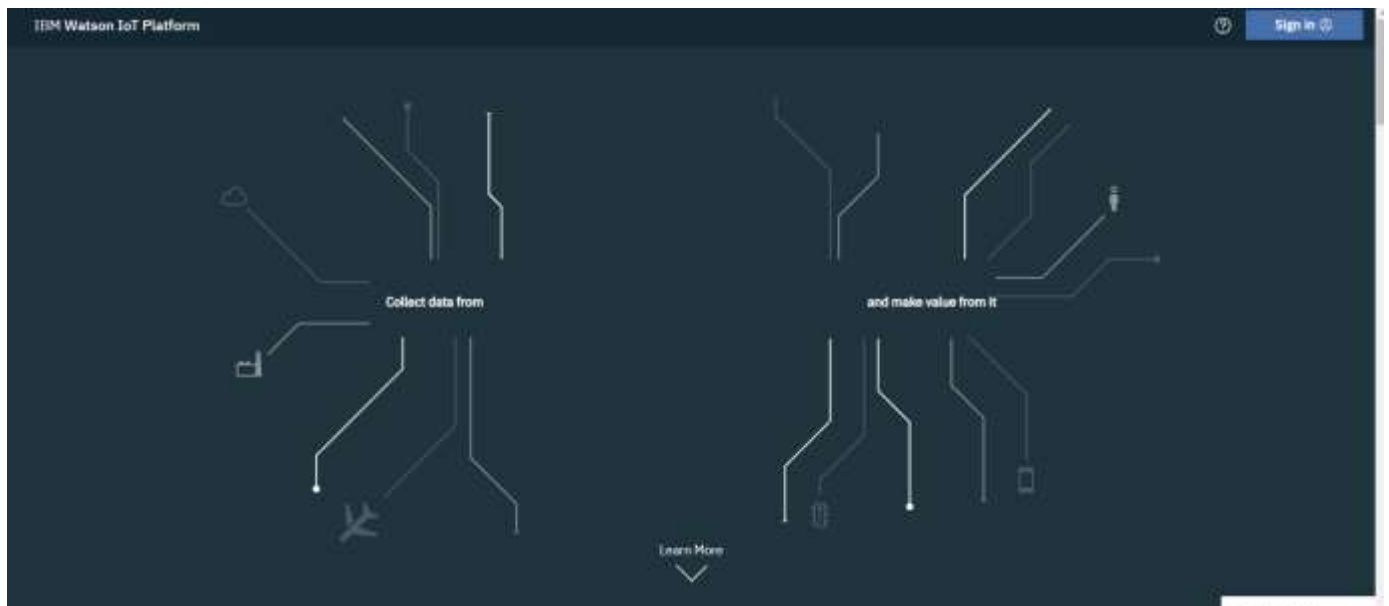 IBM Watson IoT Platform
Sign in
Collect data from
and make value from it
Learn More